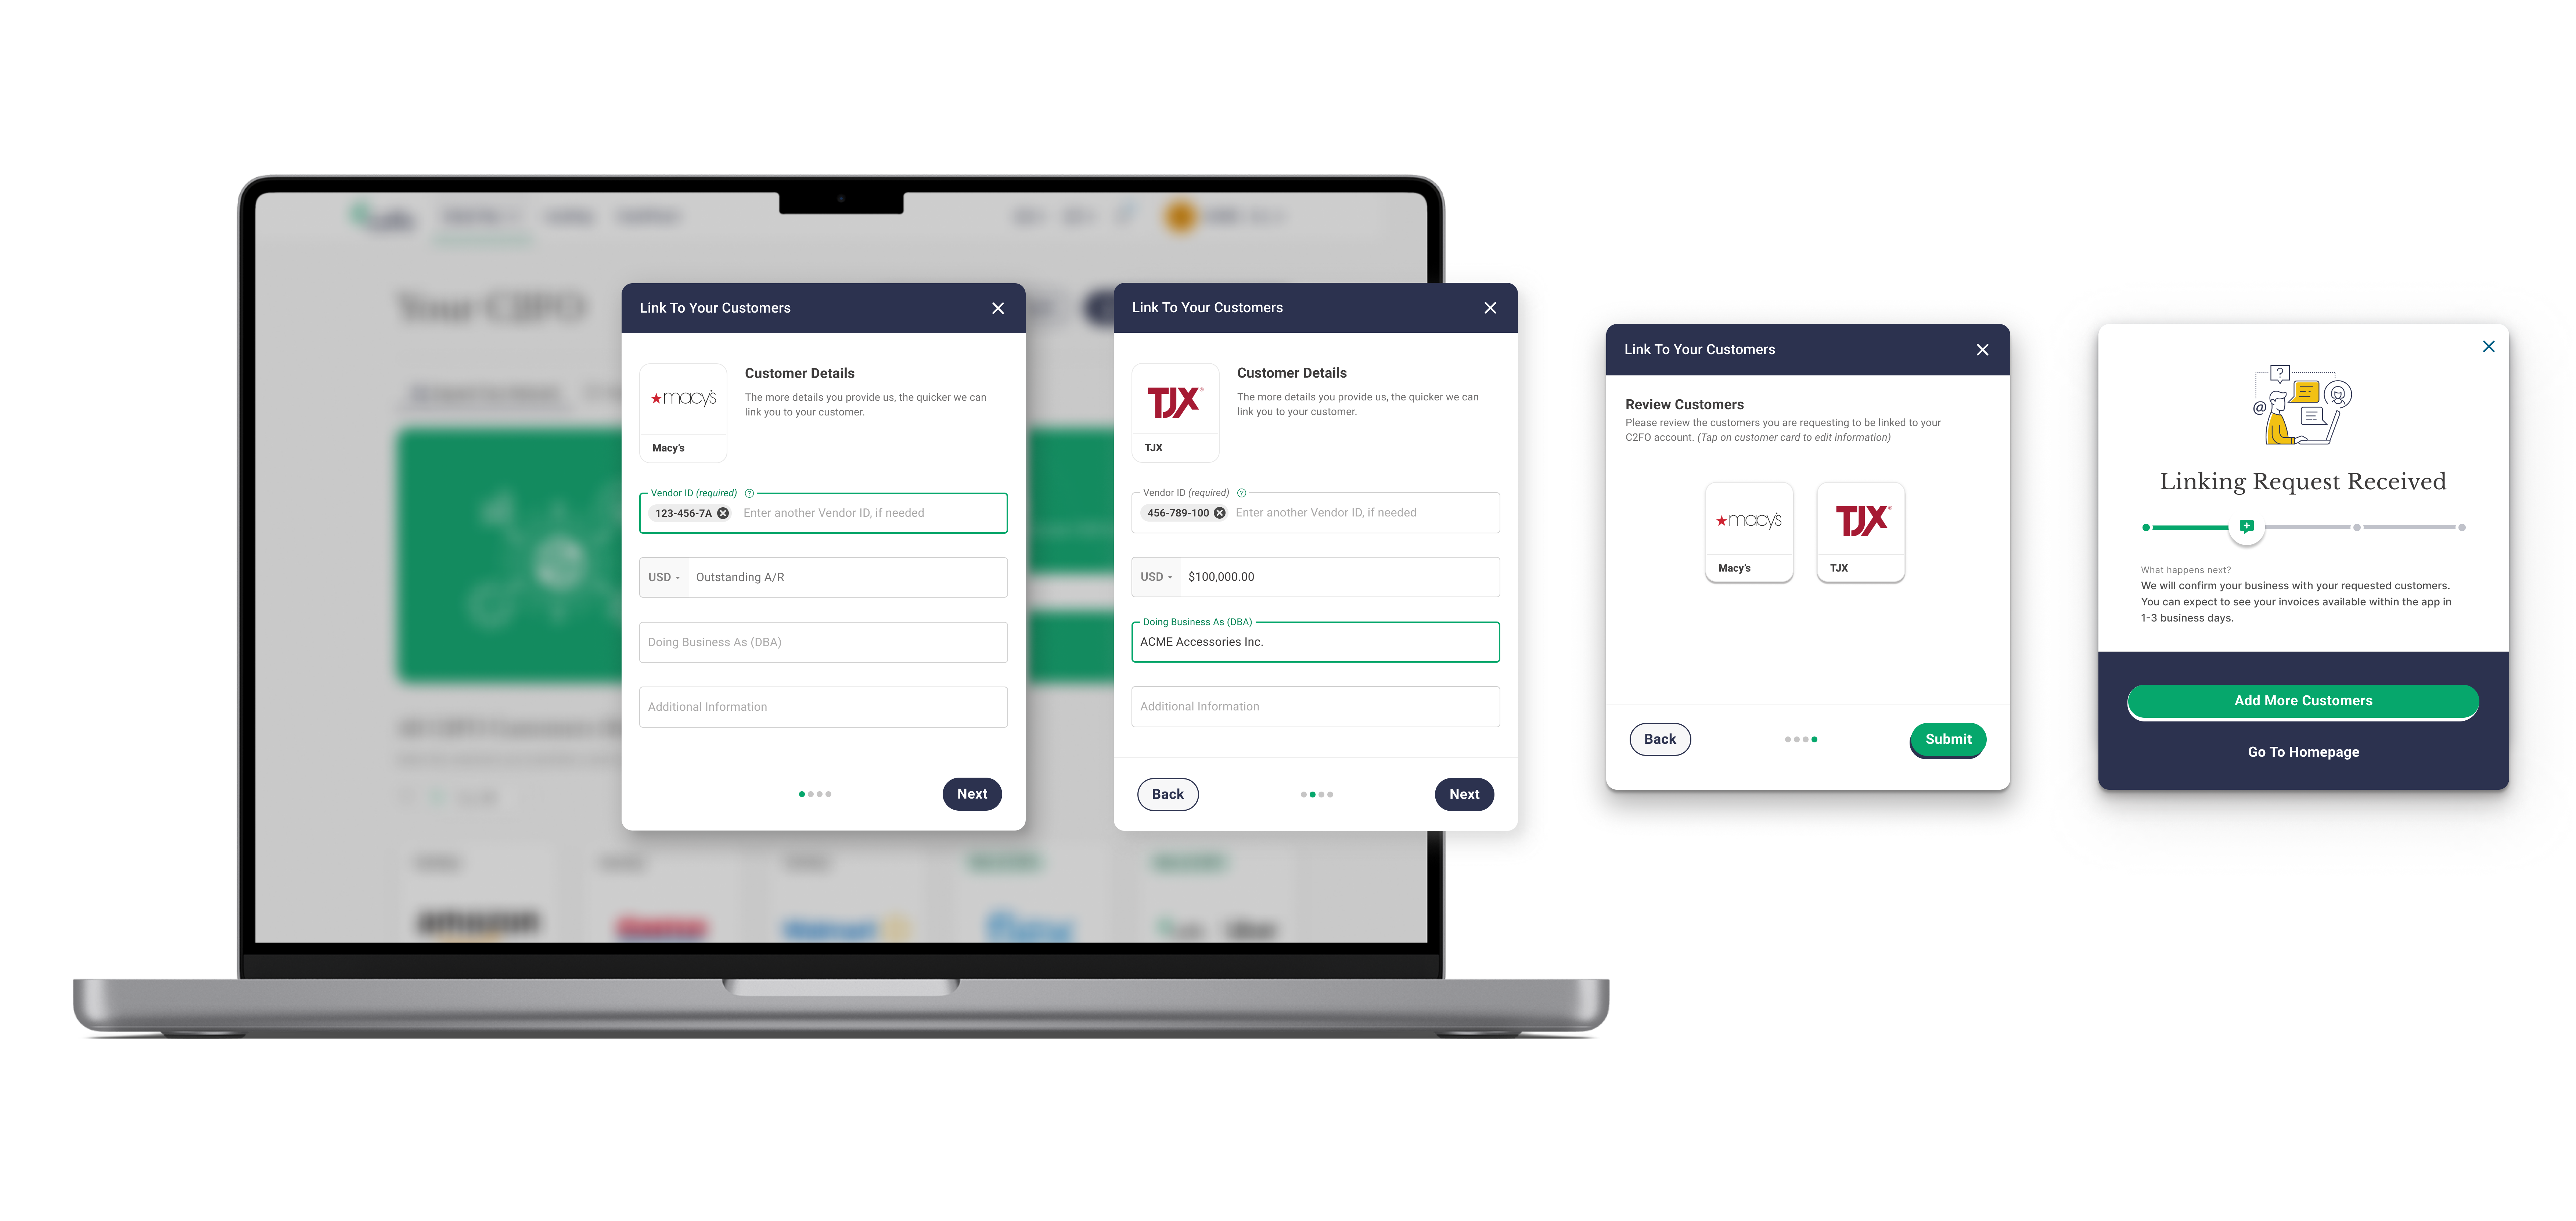 Your C2FO
Link To Your Customers
★macy's
Macy's
Customer Details
The more details you provide us, the quicker we can
link you to your customer.
Vendor ID (required)
123-456-7A
Enter another Vendor ID, if needed
USD
Outstanding A/R
Doing Business As (DBA)
Additional Information
Next
Link To Your Customers
TJX®
TJX
Customer Details
The more details you provide us, the quicker we can
link you to your customer.
Vendor ID (required)
456-789-100
Enter another Vendor ID, if needed
USD
$100,000.00
Doing Business As (DBA)
ACME Accessories Inc.
Additional Information
Back
Next
amazon
Walmart
Link To Your Customers
Review Customers
Please review the customers you are requesting to be linked to your
C2FO account. (Tap on customer card to edit information)
★macy's
Macy's
TJX®
TJX
Back
Submit
Linking Request Received
What happens next?
We will confirm your business with your requested customers.
You can expect to see your invoices available within the app in
1-3 business days.
Add More Customers
Go To Homepage